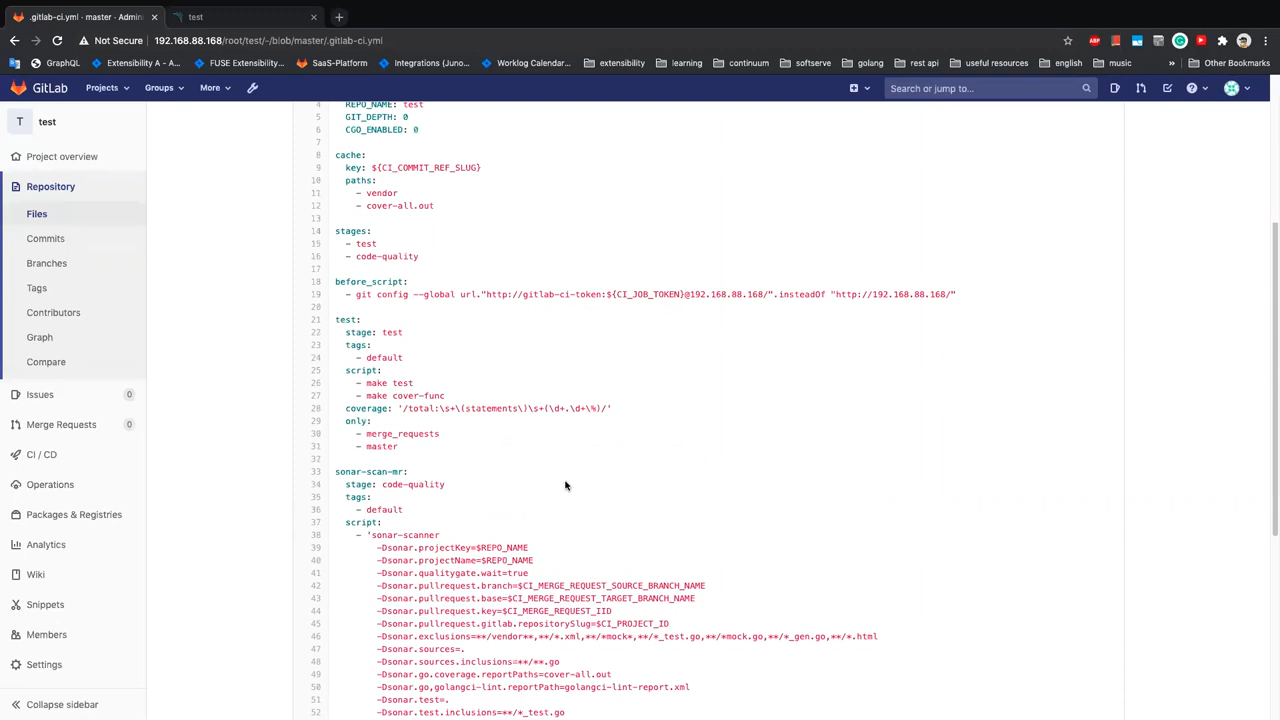 .gitlab-ci.yml - master - Admin
test
Not Secure 192.168.88.168/root/test/-/blob/master/.gitlab-ci.yml
GraphQL Extensibility A - A... FUSE Extensibility... SaaS-Platform Integrations (Juno... Worklog Calendar... extensibility learning continuum softserve golang rest api useful resources english music Other Bookmarks
GitLab Projects Groups More Search or jump to...
T test
Project overview
Repository
Files
Commits
Branches
Tags
Contributors
Graph
Compare
Issues 0
Merge Requests 0
CI / CD
Operations
Packages & Registries
Analytics
Wiki
Snippets
Members
Settings
Collapse sidebar
4 REPO_NAME: test
5 GIT_DEPTH: 0
6 CGO_ENABLED: 0
7
8 cache:
9 key: ${CI_COMMIT_REF_SLUG}
10 paths:
11 - vendor
12 - cover-all.out
13
14 stages:
15 - test
16 - code-quality
17
18 before_script:
19 - git config --global url."http://gitlab-ci-token:${CI_JOB_TOKEN}@192.168.88.168/".insteadOf "http://192.168.88.168/"
20
21 test:
22 stage: test
23 tags:
24 - default
25 script:
26 - make test
27 - make cover-func
28 coverage: '/total:\s+\(statements\)\s+(\d+.\d+\%)/'
29 only:
30 - merge_requests
31 - master
32
33 sonar-scan-mr:
34 stage: code-quality
35 tags:
36 - default
37 script:
38 - 'sonar-scanner
39 -Dsonar.projectKey=$REPO_NAME
40 -Dsonar.projectName=$REPO_NAME
41 -Dsonar.qualitygate.wait=true
42 -Dsonar.pullrequest.branch=$CI_MERGE_REQUEST_SOURCE_BRANCH_NAME
43 -Dsonar.pullrequest.base=$CI_MERGE_REQUEST_TARGET_BRANCH_NAME
44 -Dsonar.pullrequest.key=$CI_MERGE_REQUEST_IID
45 -Dsonar.pullrequest.gitlab.repositorySlug=$CI_PROJECT_ID
46 -Dsonar.exclusions=**/vendor**,**/*.xml,**/*mock*,**/*_test.go,**/*mock.go,**/*_gen.go,**/*.html
47 -Dsonar.sources=.
48 -Dsonar.sources.inclusions=**/**.go
49 -Dsonar.go.coverage.reportPaths=cover-all.out
50 -Dsonar.go,golangci-lint.reportPath=golangci-lint-report.xml
51 -Dsonar.test=.
52 -Dsonar.test.inclusions=**/*_test.go